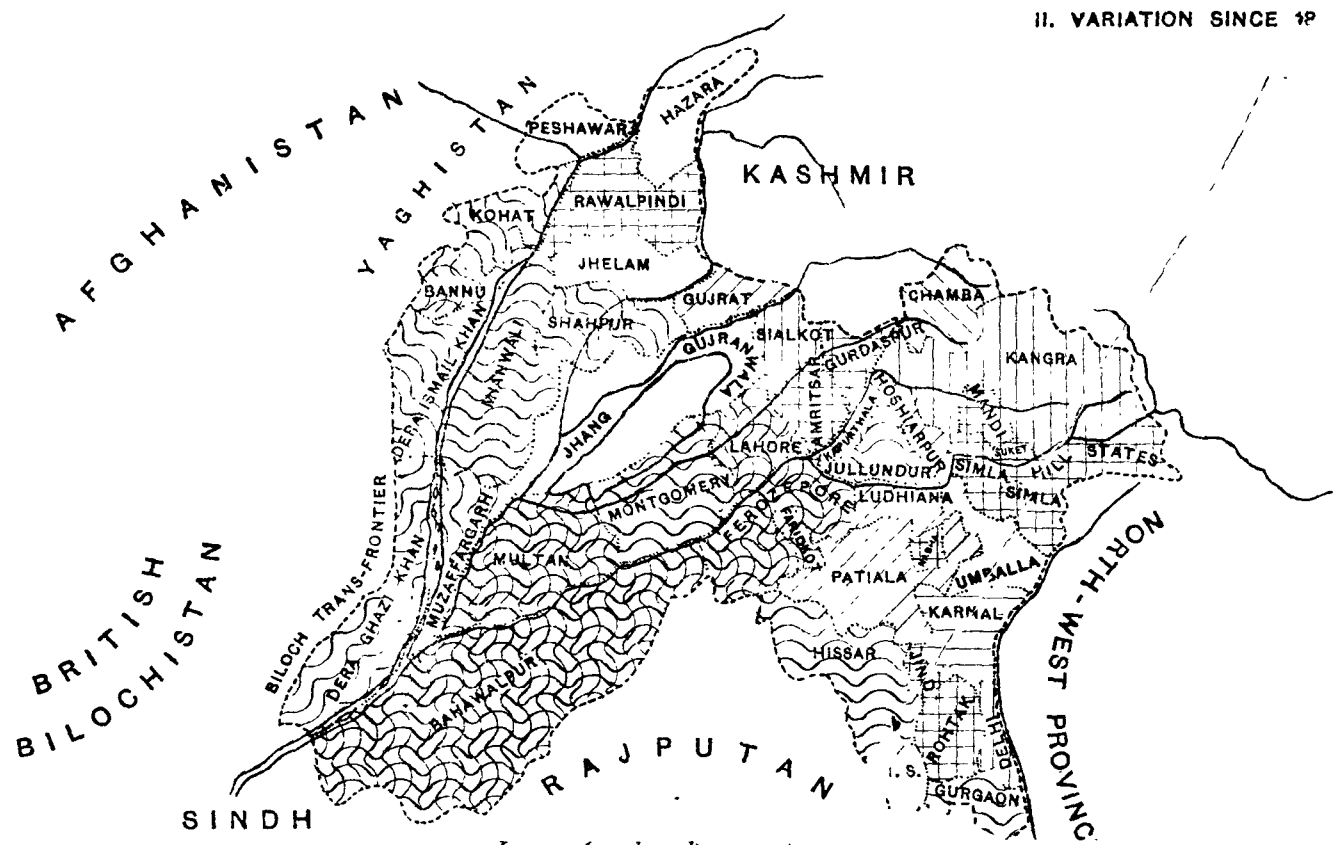 II. VARIATION SINCE
AFGHANISTAN
YAGHISTAN
HAZARA
PESHAWAR
KASHMIR
RAWALPINDI
KOHAT
JHELAM
BANNU
GUJRAT
CHAMBA
SHAHPUR
SIALKOT
GUJRANWALA
GURDASPUR
KANGRA
DERA ISMAIL KHAN
MIANWALI
AMRITSAR
KAPURTHALA
HOSHIARPUR
MANDI
SUKET
JHANG
LAHORE
JULLUNDUR
SIMLA HILL STATES
SIMLA
MONTGOMERY
FEROZEPORE
LUDHIANA
FARIDKOT
MULTAN
MUZAFFARGARH
PATIALA
NABHA
UMBALLA
KARNAL
NORTH-WEST PROVINC
BILOCH TRANS-FRONTIER
DERA GHAZI KHAN
BRITISH
BILOCHISTAN
BAHAWALPUR
HISSAR
JIND
ROHTAK
DELHI
GURGAON
RAJPUTAN
SINDH